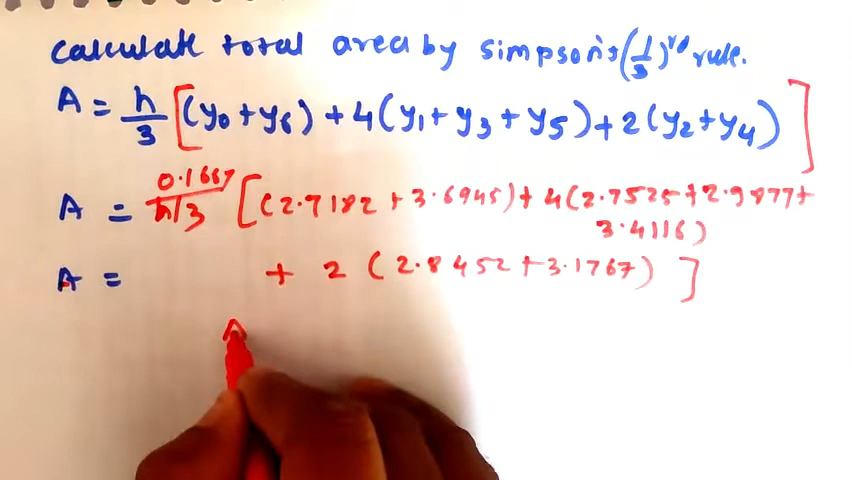 Calculate total area by simpson's (1/3)rd rule.
A = h/3 [(y0 + y6) + 4(y1 + y3 + y5) + 2(y2 + y4)]
A = 0.1667/3 [(2.7182 + 3.6945) + 4(2.7525 + 2.9877 +
3.4116)
A = + 2 (2.8452 + 3.1767)]